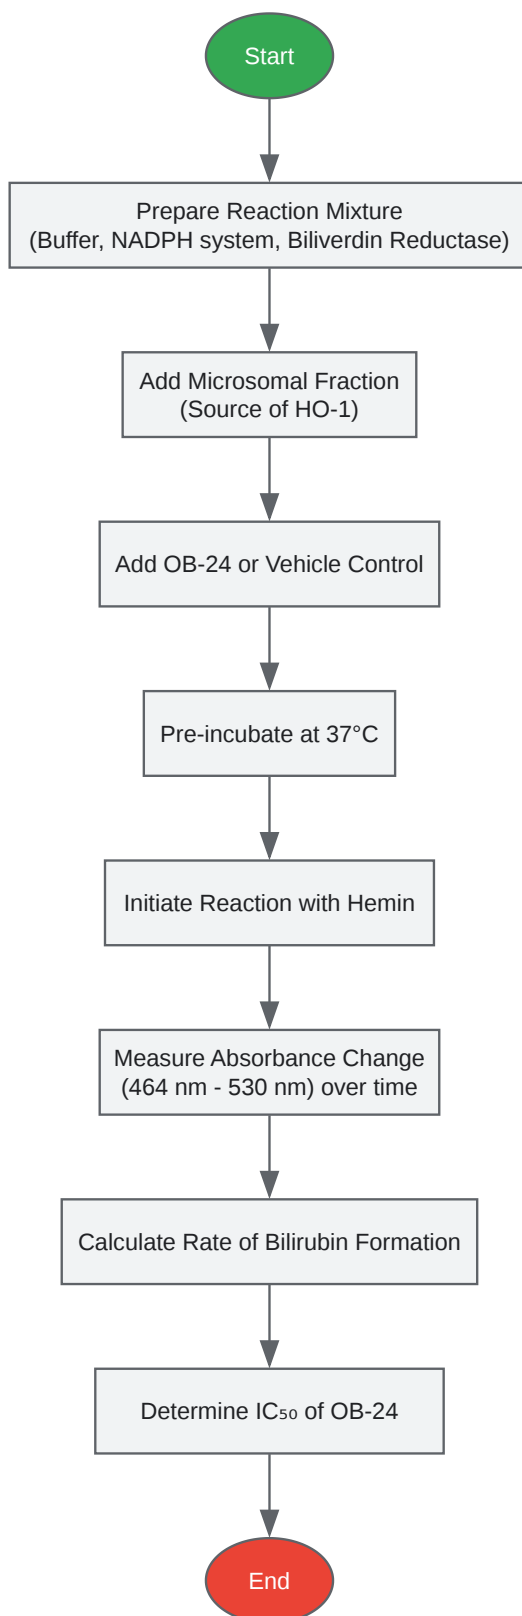 Start
Prepare Reaction Mixture
(Buffer, NADPH system, Biliverdin Reductase)
Add Microsomal Fraction
(Source of HO-1)
Add OB-24 or Vehicle Control
Pre-incubate at 37°C
Initiate Reaction with Hemin
Measure Absorbance Change
(464 nm - 530 nm) over time
Calculate Rate of Bilirubin Formation
Determine IC₅₀ of OB-24
End